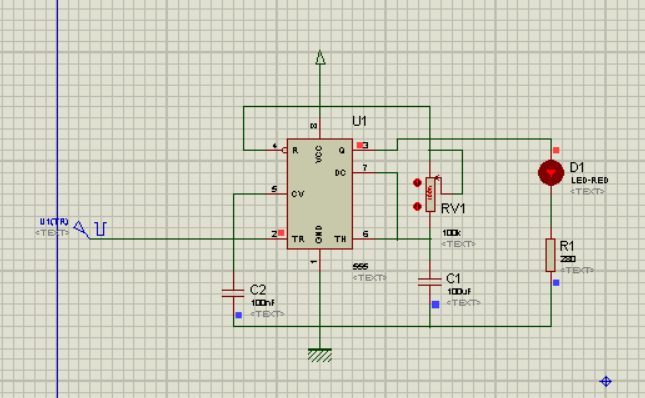 U1
8
VCC
4
R
Q
3
DC
7
5
CV
2
TR
GND
TH
6
1
555
<TEXT>
U1(TR)
<TEXT>
RV1
100k
<TEXT>
D1
LED-RED
<TEXT>
R1
280
<TEXT>
C2
100nF
<TEXT>
C1
100uF
<TEXT>